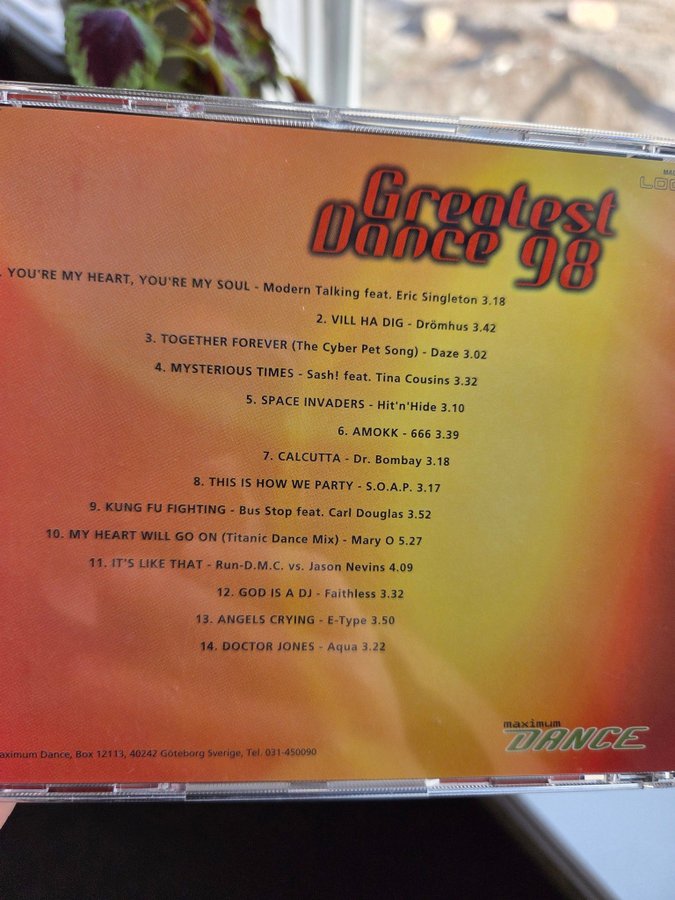 Greatest
Dance 98
. YOU'RE MY HEART, YOU'RE MY SOUL - Modern Talking feat. Eric Singleton 3.18
2. VILL HA DIG - Drömhus 3.42
3. TOGETHER FOREVER (The Cyber Pet Song) - Daze 3.02
4. MYSTERIOUS TIMES - Sash! feat. Tina Cousins 3.32
5. SPACE INVADERS - Hit'n'Hide 3.10
6. AMOKK - 666 3.39
7. CALCUTTA - Dr. Bombay 3.18
8. THIS IS HOW WE PARTY - S.O.A.P. 3.17
9. KUNG FU FIGHTING - Bus Stop feat. Carl Douglas 3.52
10. MY HEART WILL GO ON (Titanic Dance Mix) - Mary O 5.27
11. IT'S LIKE THAT - Run-D.M.C. vs. Jason Nevins 4.09
12. GOD IS A DJ - Faithless 3.32
13. ANGELS CRYING - E-Type 3.50
14. DOCTOR JONES - Aqua 3.22
maximum
DANCE
aximum Dance, Box 12113, 40242 Göteborg Sverige, Tel. 031-450090